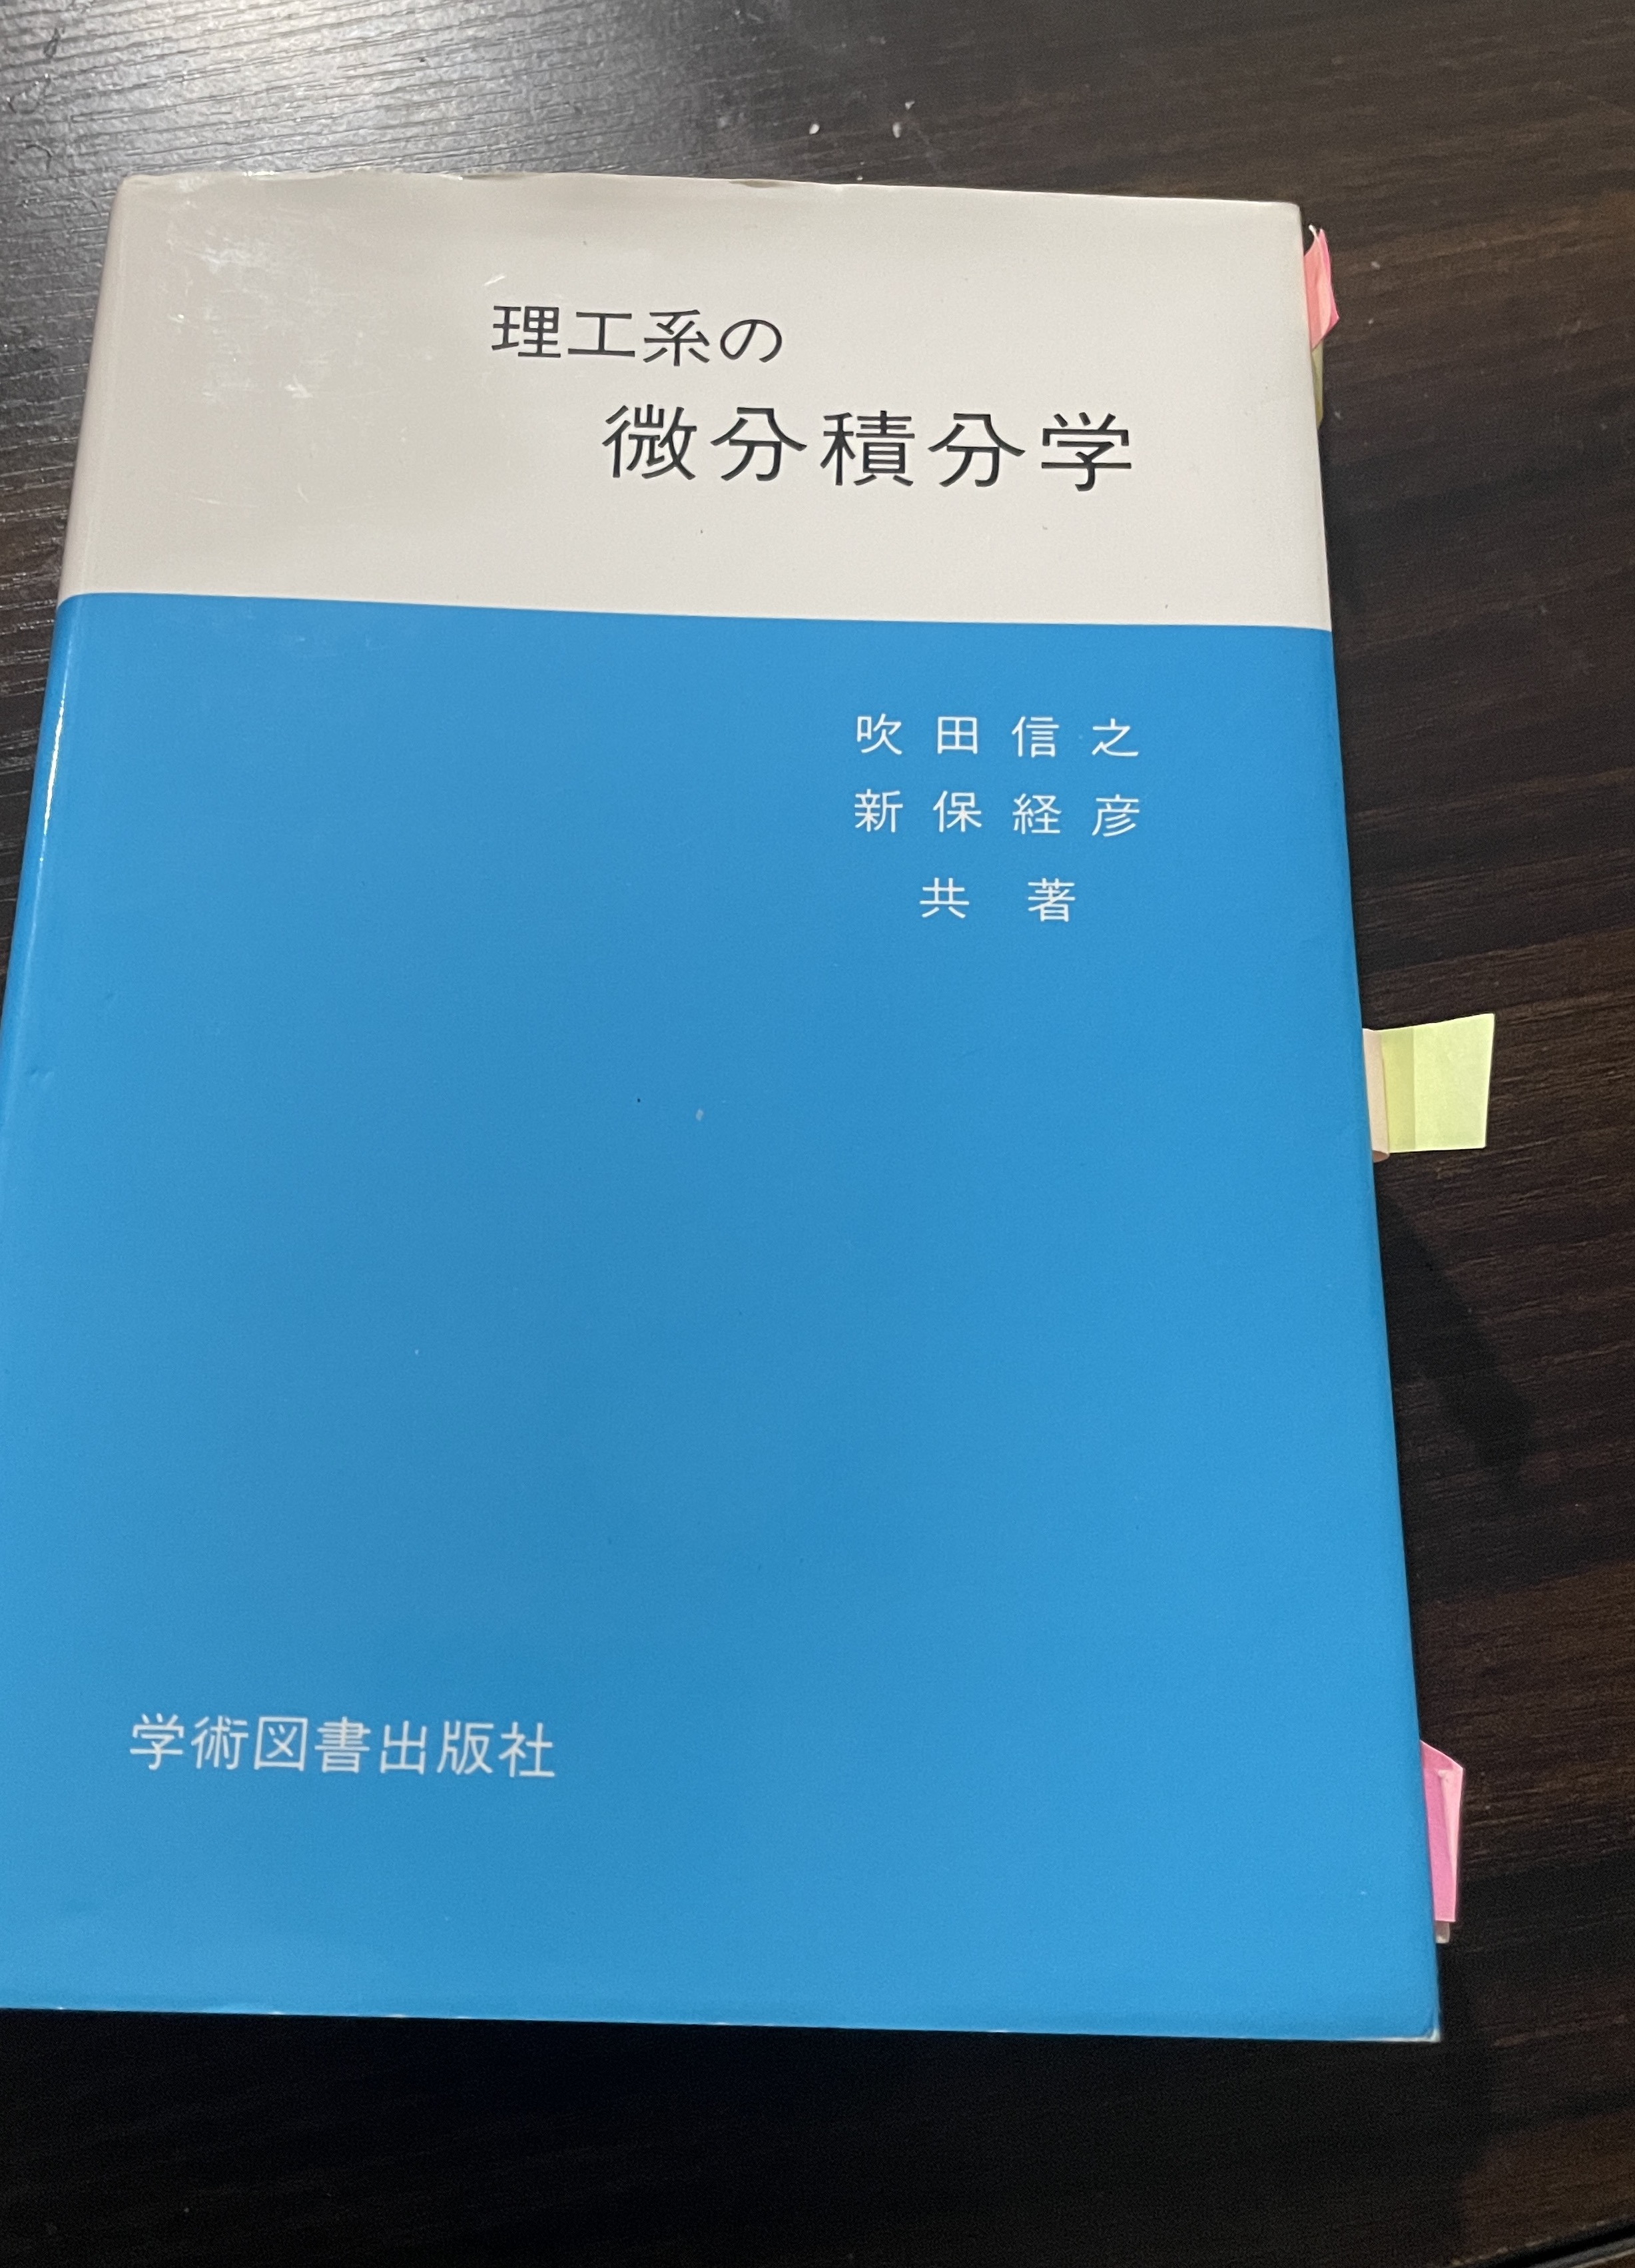 理工系の
微分積分学
吹田信之
新保経彦
共著
学術図書出版社